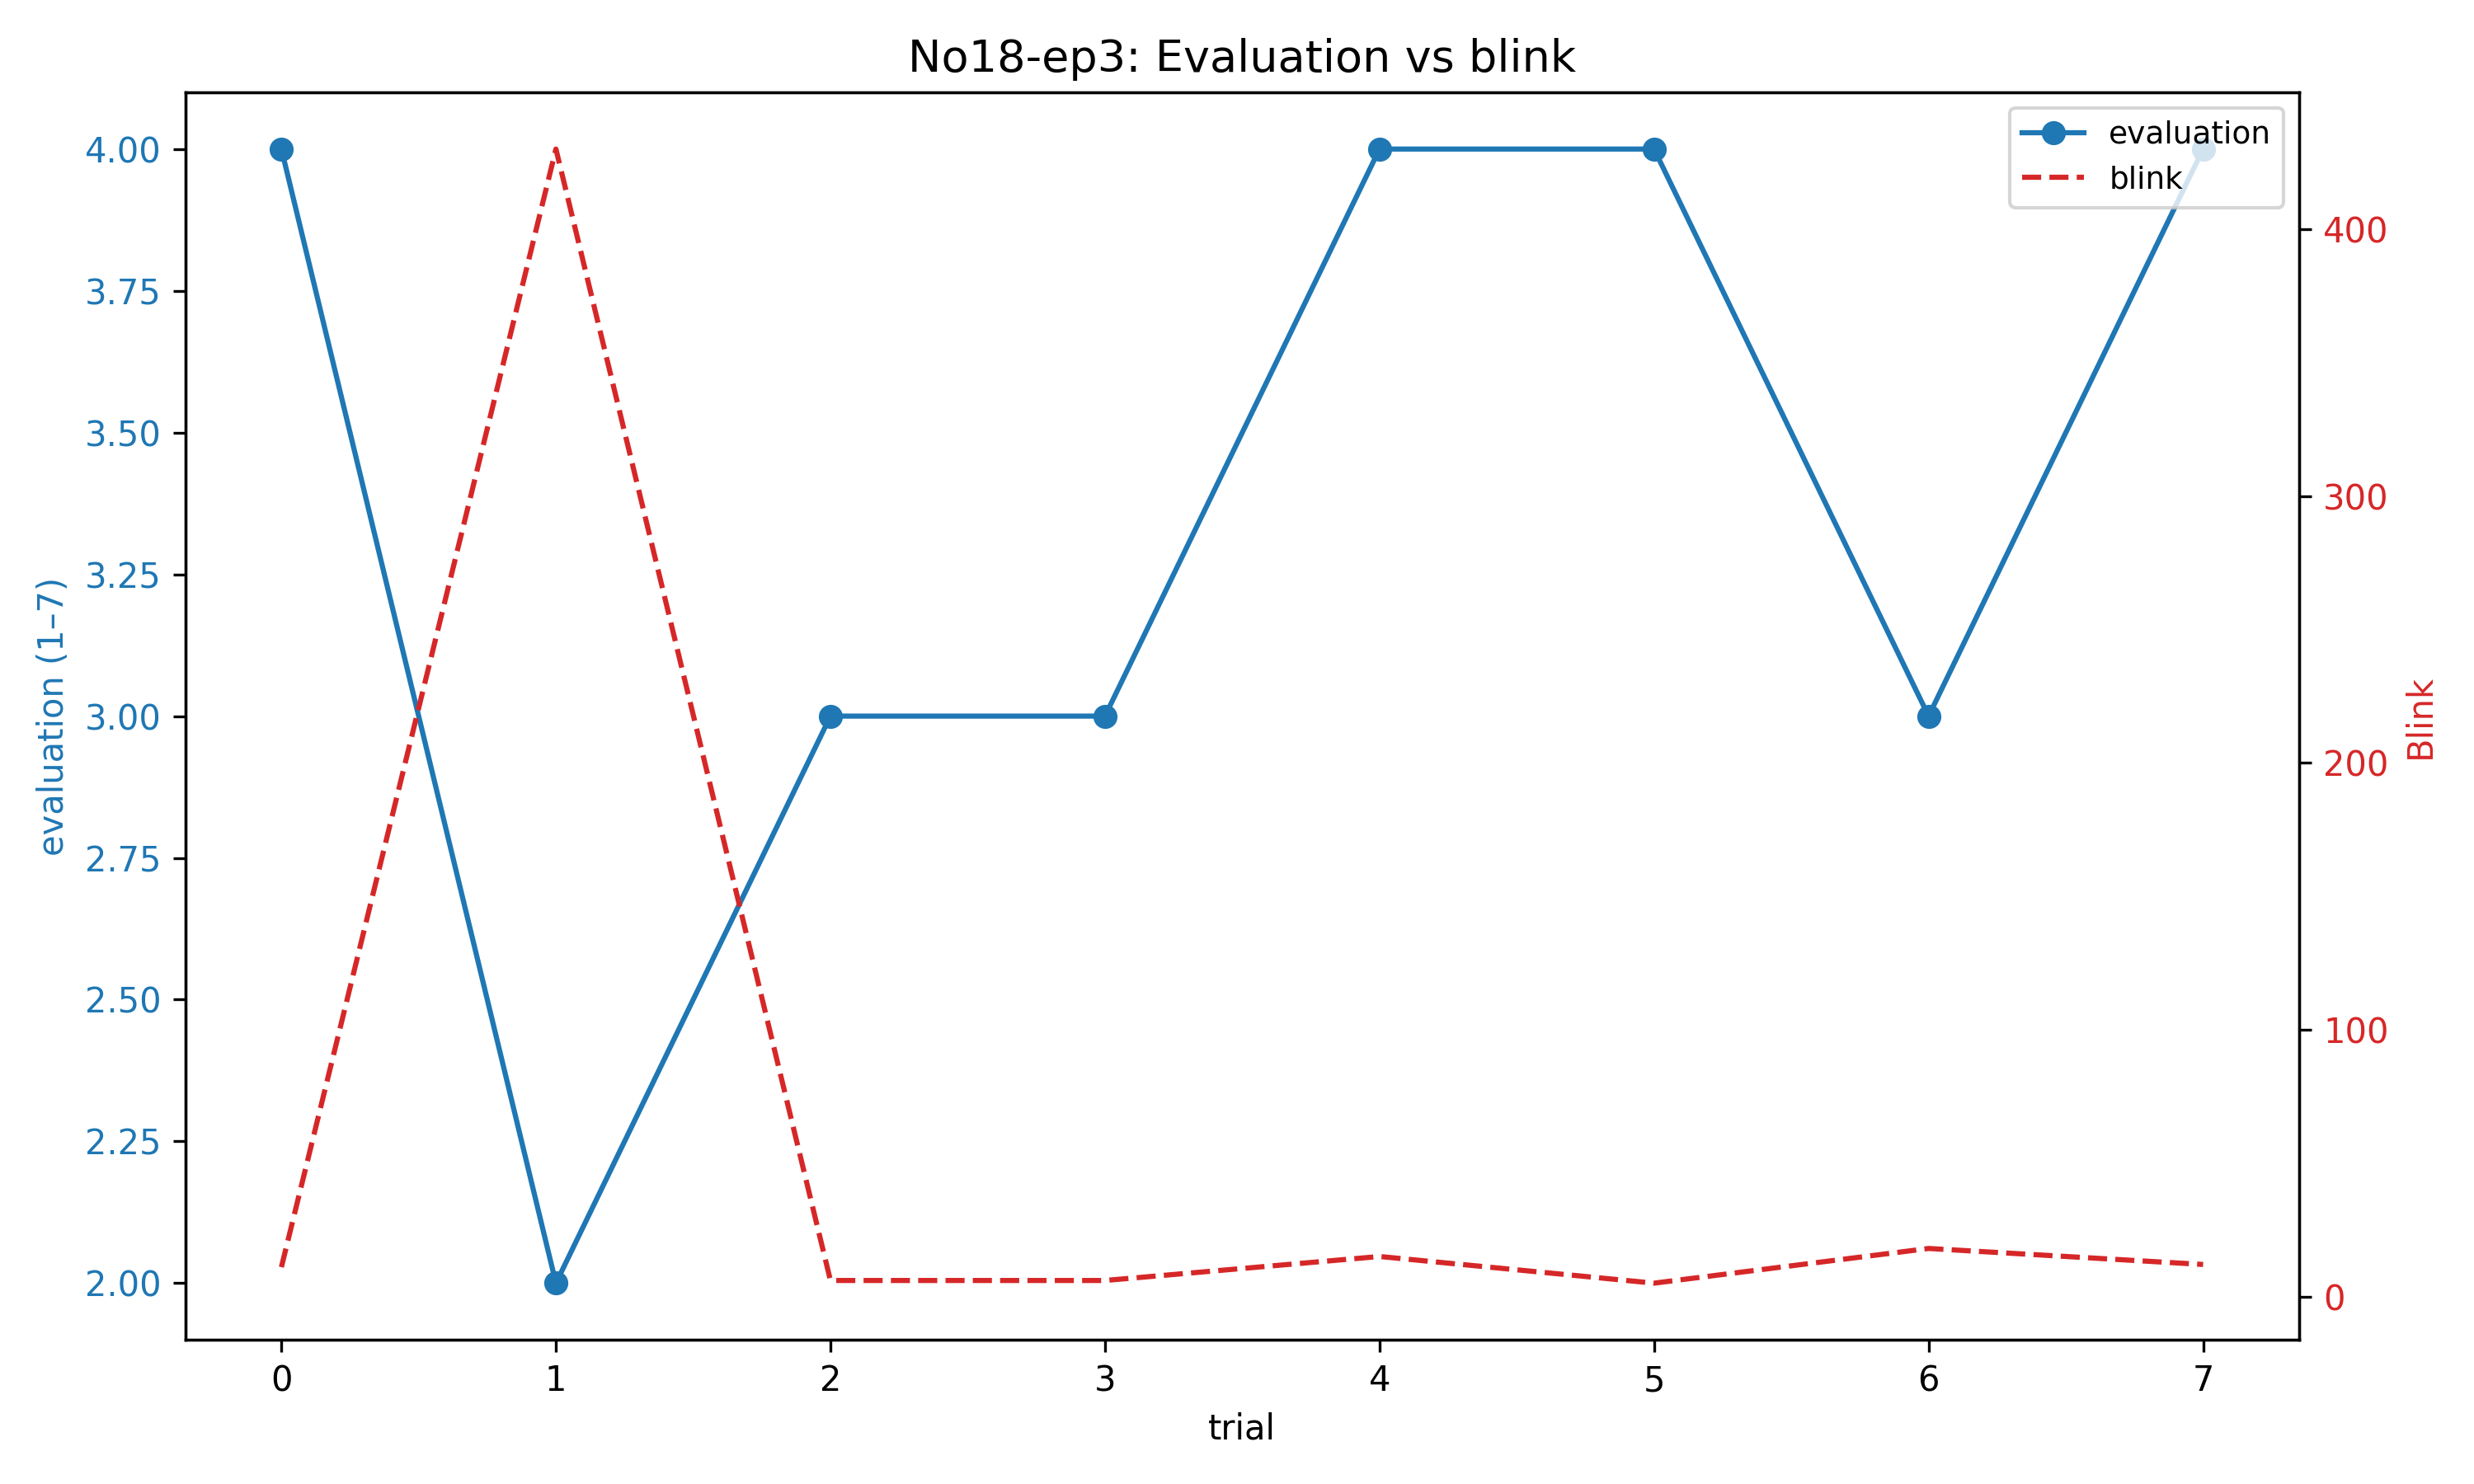 No18-ep3: Evaluation vs blink
evaluation
blink
4.00
3.75
3.50
3.25
3.00
2.75
2.50
2.25
2.00
evaluation (1–7)
400
300
200
100
0
Blink
0 1 2 3 4 5 6 7
trial